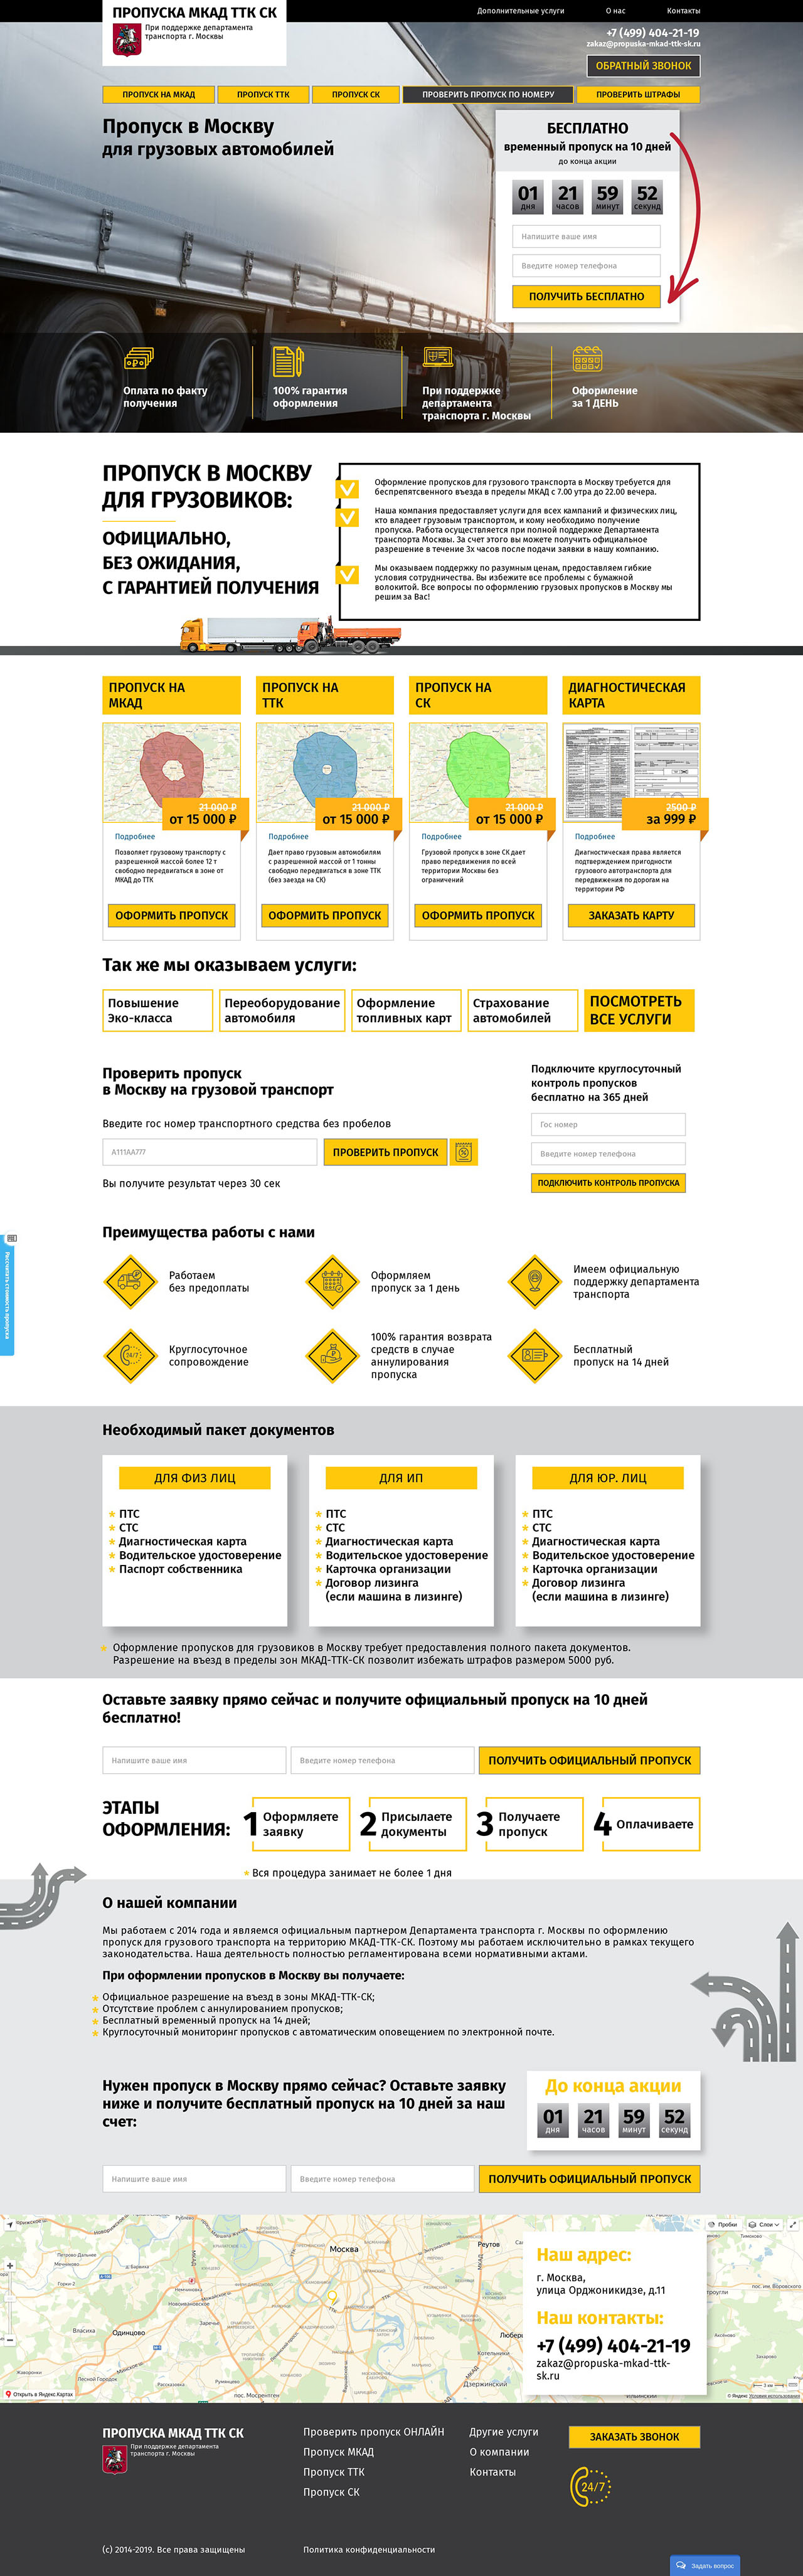 ПРОПУСКА МКАД ТТК СК
При поддержке департамента
транспорта г. Москвы
Дополнительные услуги
О нас
Контакты
+7 (499) 404-21-19
zakaz@propuska-mkad-ttk-sk.ru
ОБРАТНЫЙ ЗВОНОК
ПРОПУСК НА МКАД
ПРОПУСК ТТК
ПРОПУСК СК
ПРОВЕРИТЬ ПРОПУСК ПО НОМЕРУ
ПРОВЕРИТЬ ШТРАФЫ
Пропуск в Москву
для грузовых автомобилей
БЕСПЛАТНО
временный пропуск на 10 дней
до конца акции
01 21 59 52
дня часов минут секунд
Напишите ваше имя
Введите номер телефона
ПОЛУЧИТЬ БЕСПЛАТНО
Оплата по факту
получения
100% гарантия
оформления
При поддержке
департамента
транспорта г. Москвы
Оформление
за 1 ДЕНЬ
ПРОПУСК В МОСКВУ
ДЛЯ ГРУЗОВИКОВ:
ОФИЦИАЛЬНО,
БЕЗ ОЖИДАНИЯ,
С ГАРАНТИЕЙ ПОЛУЧЕНИЯ
Оформление пропусков для грузового транспорта в Москву требуется для
беспрепятсвенного въезда в пределы МКАД с 7.00 утра до 22.00 вечера.
Наша компания предоставляет услуги для всех кампаний и физических лиц,
кто владеет грузовым транспортом, и кому необходимо получение
пропуска. Работа осуществляется при полной поддержке Департамента
транспорта Москвы. За счет этого вы можете получить официальное
разрешение в течение 3х часов после подачи заявки в нашу компанию.
Мы оказываем поддержку по разумным ценам, предоставляем гибкие
условия сотрудничества. Вы избежите все проблемы с бумажной
волокитой. Все вопросы по оформлению грузовых пропусков в Москву мы
решим за Вас!
ПРОПУСК НА
МКАД
21 000 ₽
от 15 000 ₽
Подробнее
Позволяет грузовому транспорту с
разрешенной массой более 12 т
свободно передвигаться в зоне от
МКАД до ТТК
ОФОРМИТЬ ПРОПУСК
ПРОПУСК НА
ТТК
21 000 ₽
от 15 000 ₽
Подробнее
Дает право грузовым автомобилям
с разрешенной массой от 1 тонны
свободно передвигаться в зоне ТТК
(без заезда на СК)
ОФОРМИТЬ ПРОПУСК
ПРОПУСК НА
СК
21 000 ₽
от 15 000 ₽
Подробнее
Грузовой пропуск в зоне СК дает
право передвижения по всей
территории Москвы без
ограничений
ОФОРМИТЬ ПРОПУСК
ДИАГНОСТИЧЕСКАЯ
КАРТА
2500 ₽
за 999 ₽
Подробнее
Диагностическая права является
подтверждением пригодности
грузового автотранспорта для
передвижения по дорогам на
территории РФ
ЗАКАЗАТЬ КАРТУ
Так же мы оказываем услуги:
Повышение
Эко-класса
Переоборудование
автомобиля
Оформление
топливных карт
Страхование
автомобилей
ПОСМОТРЕТЬ
ВСЕ УСЛУГИ
Проверить пропуск
в Москву на грузовой транспорт
Введите гос номер транспортного средства без пробелов
А111АА777
ПРОВЕРИТЬ ПРОПУСК
Вы получите результат через 30 сек
Подключите круглосуточный
контроль пропусков
бесплатно на 365 дней
Гос номер
Введите номер телефона
ПОДКЛЮЧИТЬ КОНТРОЛЬ ПРОПУСКА
Рассчитать стоимость пропуска
Преимущества работы с нами
Работаем
без предоплаты
Оформляем
пропуск за 1 день
Имеем официальную
поддержку департамента
транспорта
24/7
Круглосуточное
сопровождение
100% гарантия возврата
средств в случае
аннулирования
пропуска
Бесплатный
пропуск на 14 дней
Необходимый пакет документов
ДЛЯ ФИЗ ЛИЦ
ПТС
СТС
Диагностическая карта
Водительское удостоверение
Паспорт собственника
ДЛЯ ИП
ПТС
СТС
Диагностическая карта
Водительское удостоверение
Карточка организации
Договор лизинга
(если машина в лизинге)
ДЛЯ ЮР. ЛИЦ
ПТС
СТС
Диагностическая карта
Водительское удостоверение
Карточка организации
Договор лизинга
(если машина в лизинге)
Оформление пропусков для грузовиков в Москву требует предоставления полного пакета документов.
Разрешение на въезд в пределы зон МКАД-ТТК-СК позволит избежать штрафов размером 5000 руб.
Оставьте заявку прямо сейчас и получите официальный пропуск на 10 дней
бесплатно!
Напишите ваше имя
Введите номер телефона
ПОЛУЧИТЬ ОФИЦИАЛЬНЫЙ ПРОПУСК
ЭТАПЫ
ОФОРМЛЕНИЯ:
1 Оформляете
заявку
2 Присылаете
документы
3 Получаете
пропуск
4 Оплачиваете
Вся процедура занимает не более 1 дня
О нашей компании
Мы работаем с 2014 года и являемся официальным партнером Департамента транспорта г. Москвы по оформлению
пропуск для грузового транспорта на территорию МКАД-ТТК-СК. Поэтому мы работаем исключительно в рамках текущего
законодательства. Наша деятельность полностью регламентирована всеми нормативными актами.
При оформлении пропусков в Москву вы получаете:
Официальное разрешение на въезд в зоны МКАД-ТТК-СК;
Отсутствие проблем с аннулированием пропусков;
Бесплатный временный пропуск на 14 дней;
Круглосуточный мониторинг пропусков с автоматическим оповещением по электронной почте.
Нужен пропуск в Москву прямо сейчас? Оставьте заявку
ниже и получите бесплатный пропуск на 10 дней за наш
счет:
До конца акции
01 21 59 52
дня часов минут секунд
Напишите ваше имя
Введите номер телефона
ПОЛУЧИТЬ ОФИЦИАЛЬНЫЙ ПРОПУСК
Пробки
Слои
Москва
Реутов
Одинцово
Власиха
Котельники
Дзержинский
Лесной Городок
пос. Мосрентген
Открыть в Яндекс.Картах
© Яндекс Условия использования
Наш адрес:
г. Москва,
улица Орджоникидзе, д.11
Наш контакты:
+7 (499) 404-21-19
zakaz@propuska-mkad-ttk-
sk.ru
ПРОПУСКА МКАД ТТК СК
При поддержке департамента
транспорта г. Москвы
Проверить пропуск ОНЛАЙН
Пропуск МКАД
Пропуск ТТК
Пропуск СК
Другие услуги
О компании
Контакты
ЗАКАЗАТЬ ЗВОНОК
24/7
(с) 2014-2019. Все права защищены
Политика конфиденциальности
Задать вопрос